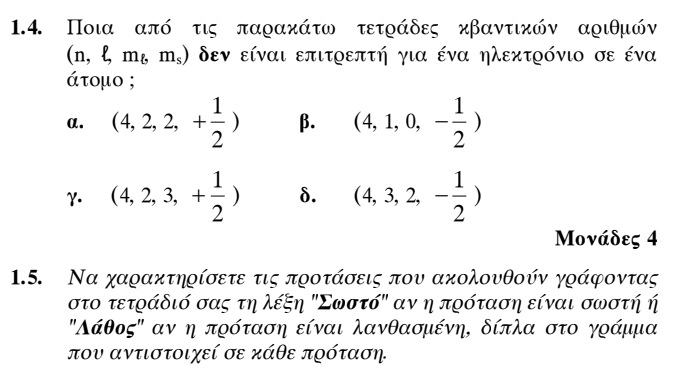 1.4. Ποια από τις παρακάτω τετράδες κβαντικών αριθμών
(n, ℓ, mℓ, ms) δεν είναι επιτρεπτή για ένα ηλεκτρόνιο σε ένα
άτομο ;
α. (4, 2, 2, +1/2 ) β. (4, 1, 0, −1/2 )
γ. (4, 2, 3, +1/2 ) δ. (4, 3, 2, −1/2 )
Μονάδες 4
1.5. Να χαρακτηρίσετε τις προτάσεις που ακολουθούν γράφοντας
στο τετράδιό σας τη λέξη "Σωστό" αν η πρόταση είναι σωστή ή
"Λάθος" αν η πρόταση είναι λανθασμένη, δίπλα στο γράμμα
που αντιστοιχεί σε κάθε πρόταση.